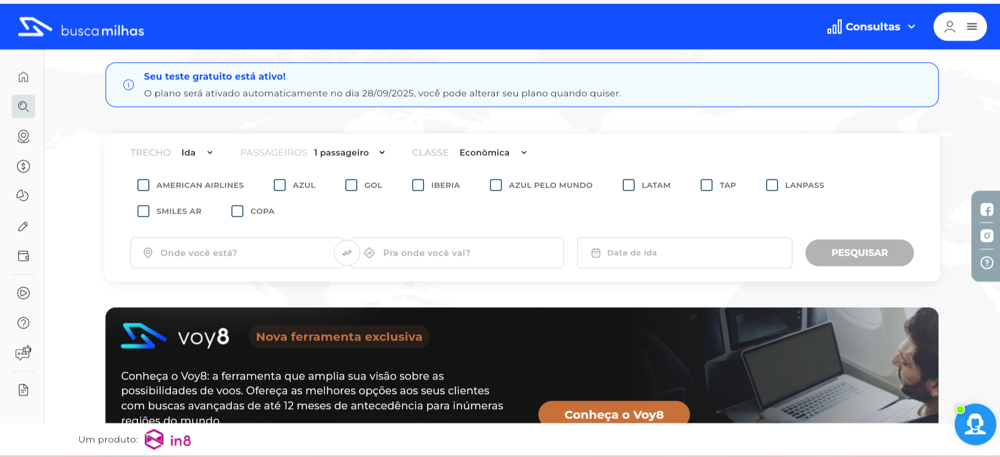 buscamilhas
Consultas
Seu teste gratuito está ativo!
O plano será ativado automaticamente no dia 28/09/2025, você pode alterar seu plano quando quiser.
TRECHO Ida PASSAGEIROS 1 passageiro CLASSE Econômica
AMERICAN AIRLINES AZUL GOL IBERIA AZUL PELO MUNDO LATAM TAP LANPASS
SMILES AR COPA
Onde você está? Pra onde você vai? Data de Ida PESQUISAR
voy8 Nova ferramenta exclusiva
Conheça o Voy8: a ferramenta que amplia sua visão sobre as
possibilidades de voos. Ofereça as melhores opções aos seus clientes
com buscas avançadas de até 12 meses de antecedência para inúmeras
regiões do mundo.
Conheça o Voy8
Um produto: in8